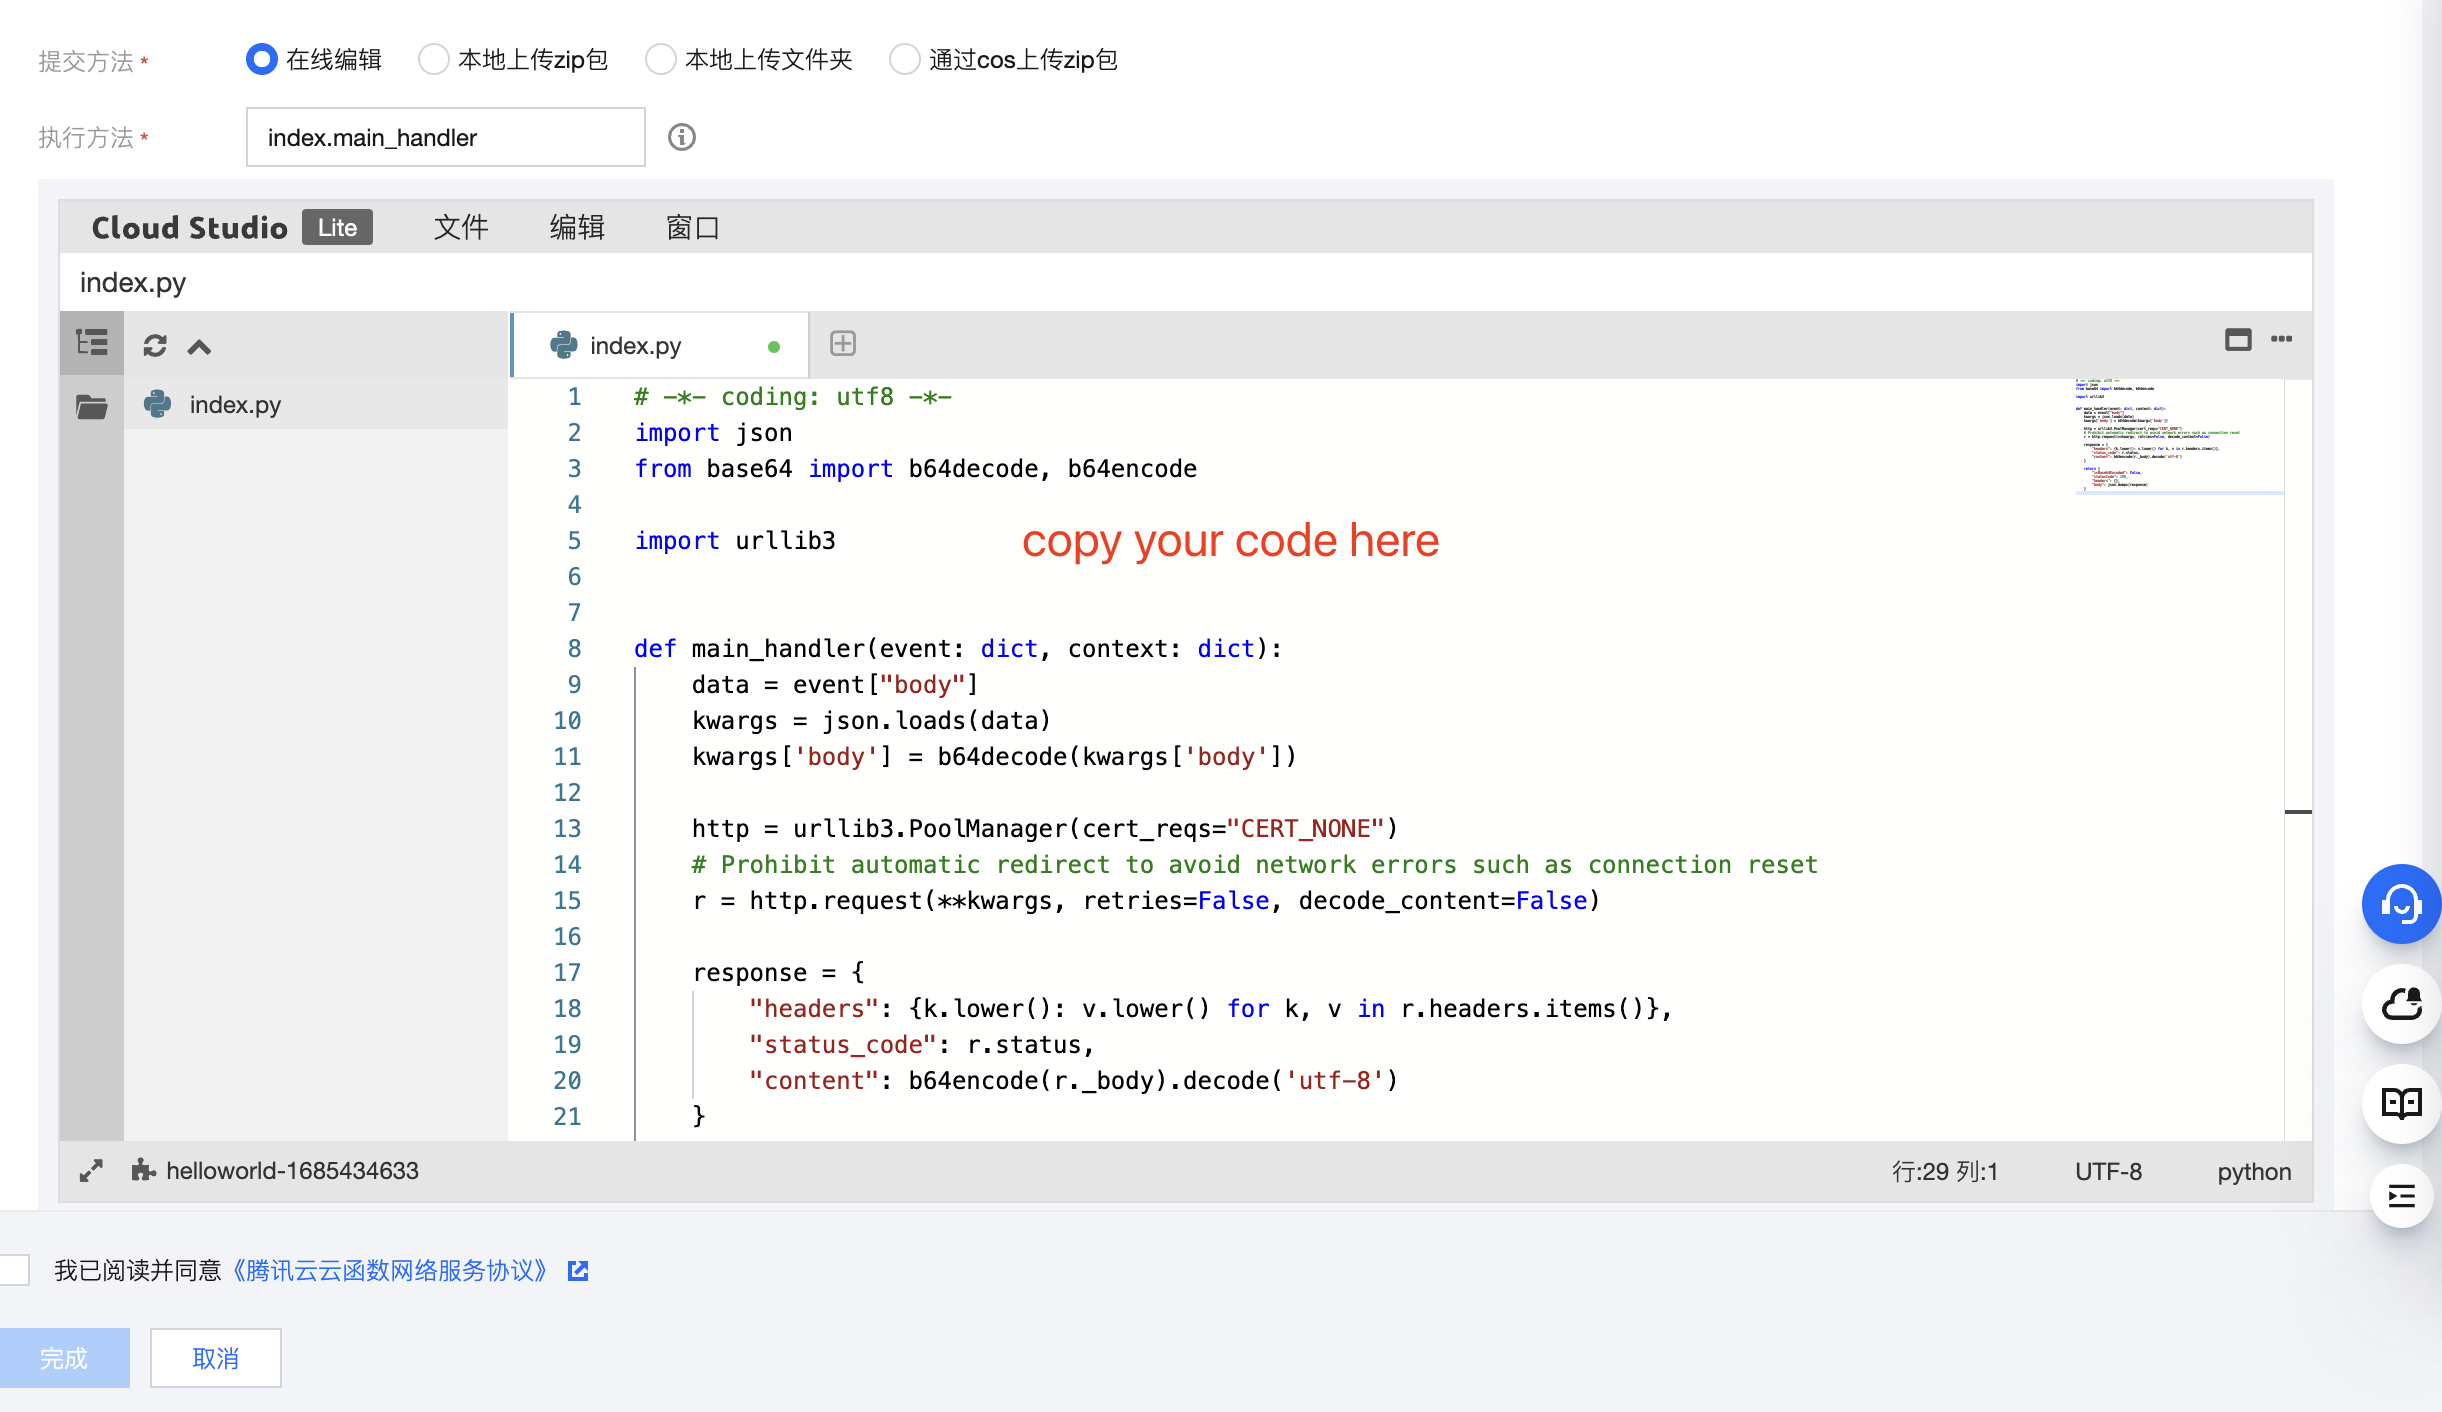 提交方法 * 在线编辑 本地上传zip包 本地上传文件夹 通过cos上传zip包
执行方法 * index.main_handler
Cloud Studio Lite 文件 编辑 窗口
index.py
index.py
index.py
1 # -*- coding: utf8 -*-
2 import json
3 from base64 import b64decode, b64encode
4
5 import urllib3
copy your code here
6
7
8 def main_handler(event: dict, context: dict):
9 data = event["body"]
10 kwargs = json.loads(data)
11 kwargs['body'] = b64decode(kwargs['body'])
12
13 http = urllib3.PoolManager(cert_reqs="CERT_NONE")
14 # Prohibit automatic redirect to avoid network errors such as connection reset
15 r = http.request(**kwargs, retries=False, decode_content=False)
16
17 response = {
18 "headers": {k.lower(): v.lower() for k, v in r.headers.items()},
19 "status_code": r.status,
20 "content": b64encode(r._body).decode('utf-8')
21 }
helloworld-1685434633 行:29 列:1 UTF-8 python
我已阅读并同意《腾讯云云函数网络服务协议》
完成 取消